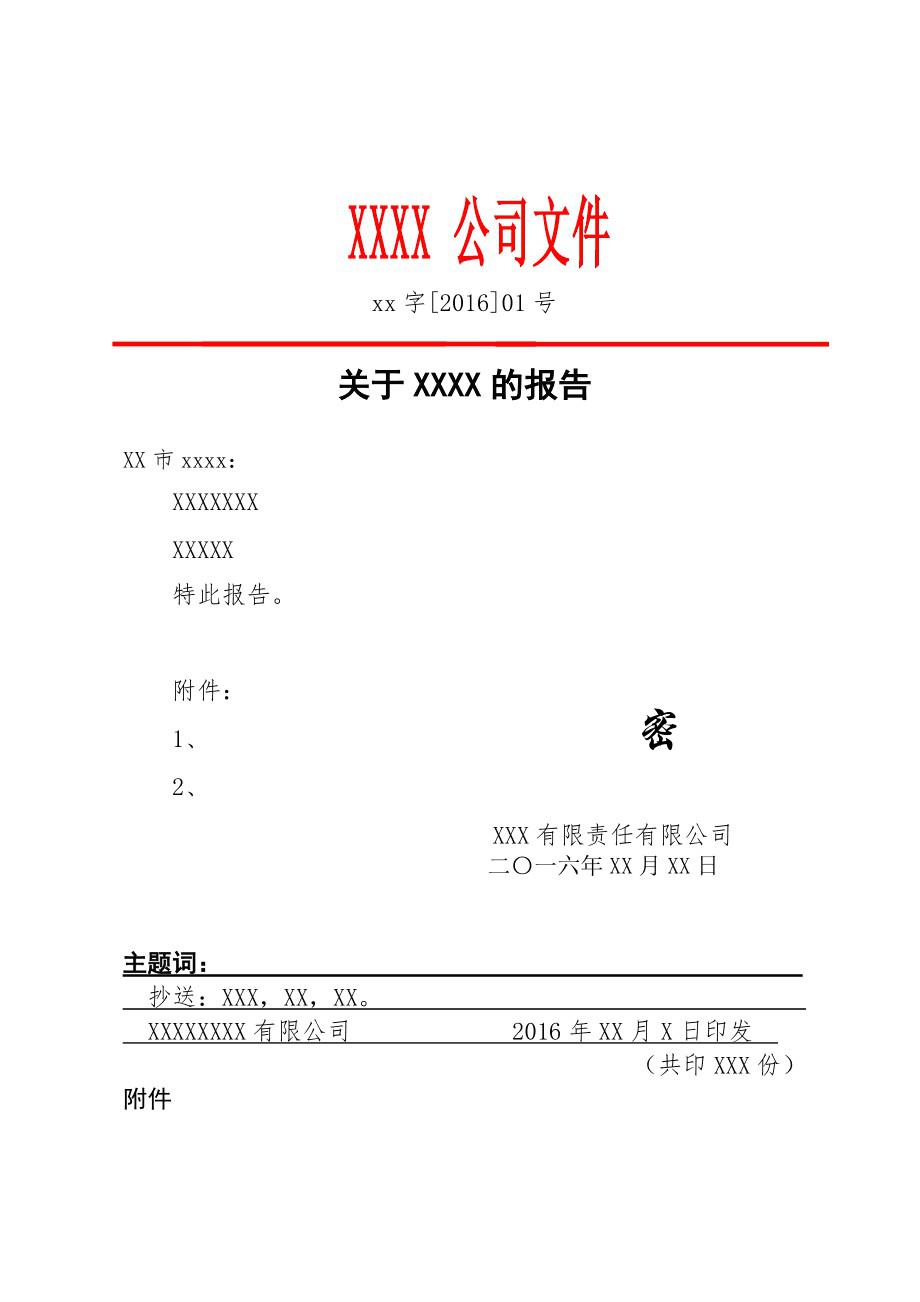 XXXX 公司文件
xx 字[2016]01 号
关于 XXXX 的报告
XX 市 xxxx：
XXXXXXX
XXXXX
特此报告。
附件：
1、
密
2、
XXX 有限责任有限公司
二〇一六年 XX 月 XX 日
主题词：
抄送：XXX，XX，XX。
XXXXXXXX 有限公司 2016 年 XX 月 X 日印发
（共印 XXX 份）
附件